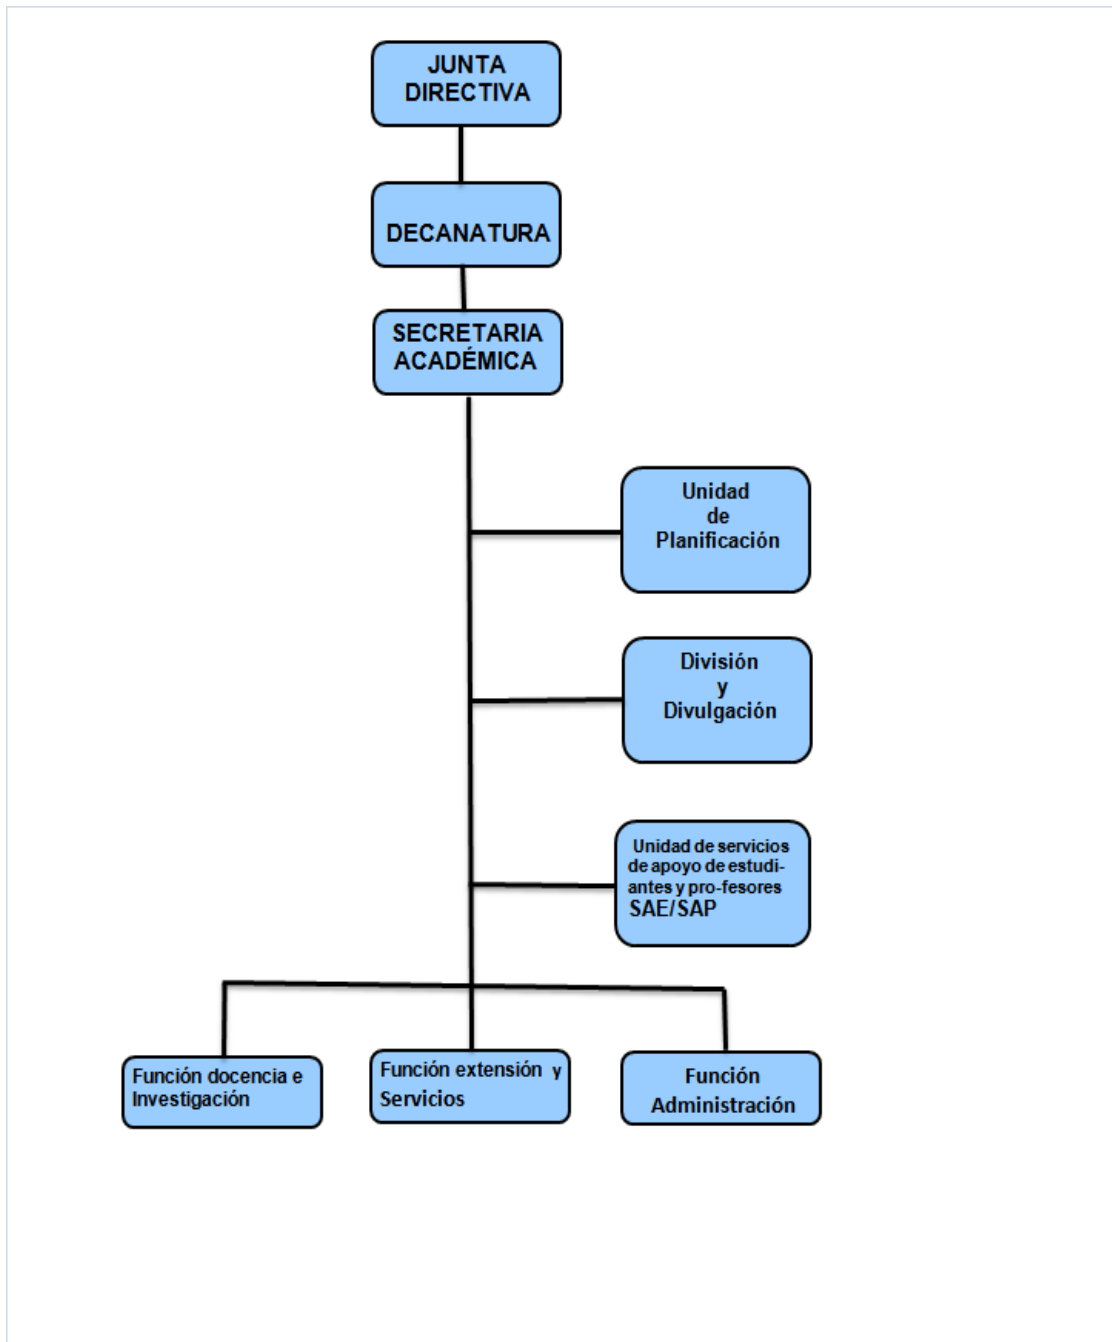 JUNTA
DIRECTIVA
DECANATURA
SECRETARIA
ACADÉMICA
Unidad
de
Planificación
División
y
Divulgación
Unidad de servicios
de apoyo de estudi-
antes y pro-fesores
SAE/SAP
Función docencia e
Investigación
Función extensión y
Servicios
Función
Administración